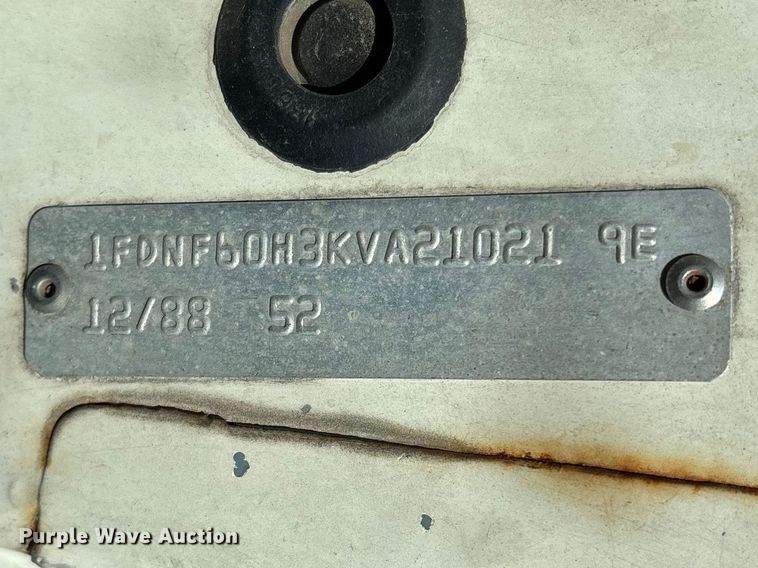 1FDNF60H3KVA21021 9E
12/88 52
Purple Wave Auction